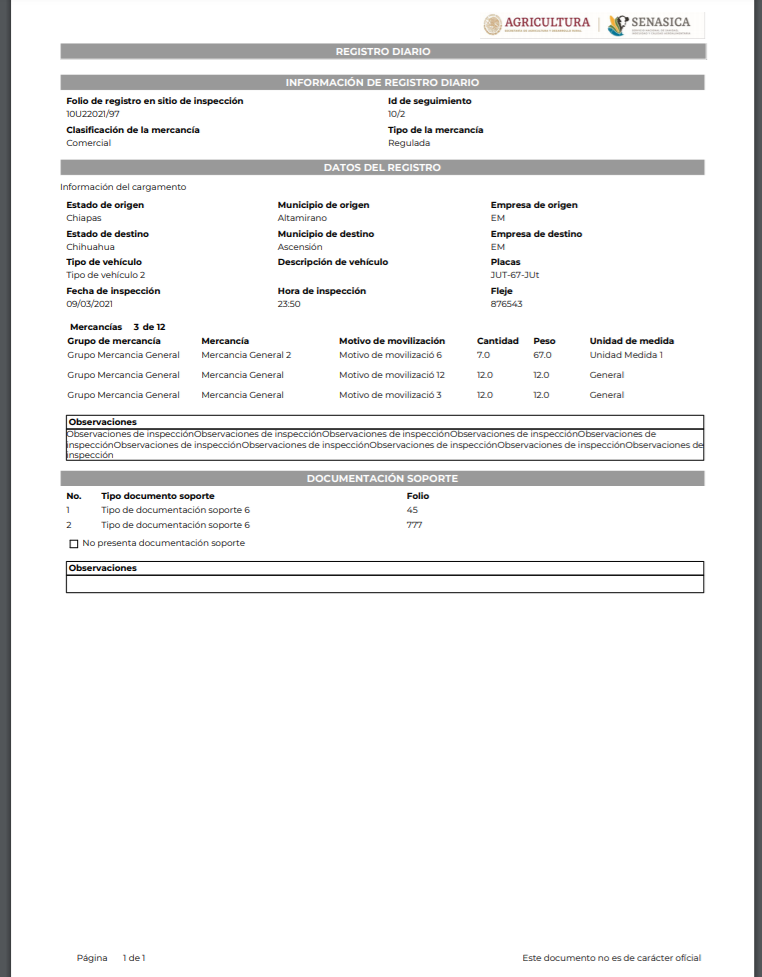 AGRICULTURA SENASICA
REGISTRO DIARIO
INFORMACIÓN DE REGISTRO DIARIO
Folio de registro en sitio de inspección Id de seguimiento
10U22021/97 10/2
Clasificación de la mercancía Tipo de la mercancía
Comercial Regulada
DATOS DEL REGISTRO
Información del cargamento
Estado de origen Municipio de origen Empresa de origen
Chiapas Altamirano EM
Estado de destino Municipio de destino Empresa de destino
Chihuahua Ascensión EM
Tipo de vehículo Descripción de vehículo Placas
Tipo de vehículo 2 JUT-67-JUt
Fecha de inspección Hora de inspección Fleje
09/03/2021 23:50 876543
Mercancías 3 de 12
Grupo de mercancía Mercancía Motivo de movilización Cantidad Peso Unidad de medida
Grupo Mercancia General Mercancia General 2 Motivo de movilizació 6 7.0 67.0 Unidad Medida 1
Grupo Mercancia General Mercancia General Motivo de movilizació 12 12.0 12.0 General
Grupo Mercancia General Mercancia General Motivo de movilizació 3 12.0 12.0 General
Observaciones
Observaciones de inspecciónObservaciones de inspecciónObservaciones de inspecciónObservaciones de inspecciónObservaciones de
inspecciónObservaciones de inspecciónObservaciones de inspecciónObservaciones de inspecciónObservaciones de inspecciónObservaciones de
inspección
DOCUMENTACIÓN SOPORTE
No. Tipo documento soporte Folio
1 Tipo de documentación soporte 6 45
2 Tipo de documentación soporte 6 777
No presenta documentación soporte
Observaciones
Página 1 de 1 Este documento no es de carácter oficial